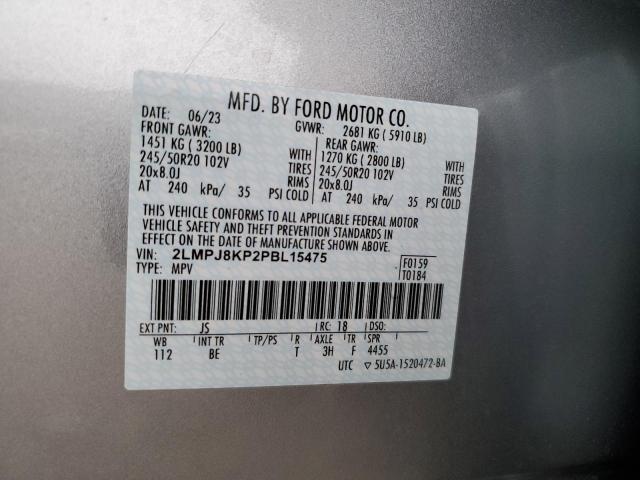 MFD. BY FORD MOTOR CO.
DATE: 06/23 GVWR: 2681 KG ( 5910 LB)
FRONT GAWR: REAR GAWR:
1451 KG ( 3200 LB) WITH 1270 KG ( 2800 LB) WITH
245/50R20 102V TIRES 245/50R20 102V TIRES
20x8.0J RIMS 20x8.0J RIMS
AT 240 kPa/ 35 PSI COLD AT 240 kPa/ 35 PSI COLD
THIS VEHICLE CONFORMS TO ALL APPLICABLE FEDERAL MOTOR
VEHICLE SAFETY AND THEFT PREVENTION STANDARDS IN
EFFECT ON THE DATE OF MANUFACTURE SHOWN ABOVE.
VIN: 2LMPJ8KP2PBL15475 F0159
TYPE: MPV T0184
EXT PNT: JS RC: 18 DSO:
WB INT TR TP/PS R AXLE TR SPR
112 BE T 3H F 4455
UTC ▽ 5U5A-1520472-BA